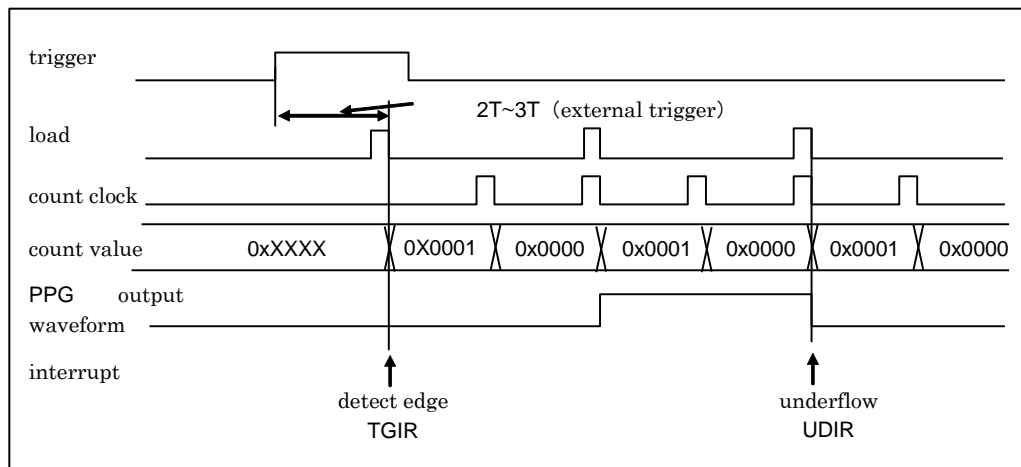 trigger
2T~3T（external trigger）
load
count clock
count value 0xXXXX 0X0001 0x0000 0x0001 0x0000 0x0001 0x0000
PPG output
waveform
interrupt
detect edge underflow
TGIR UDIR